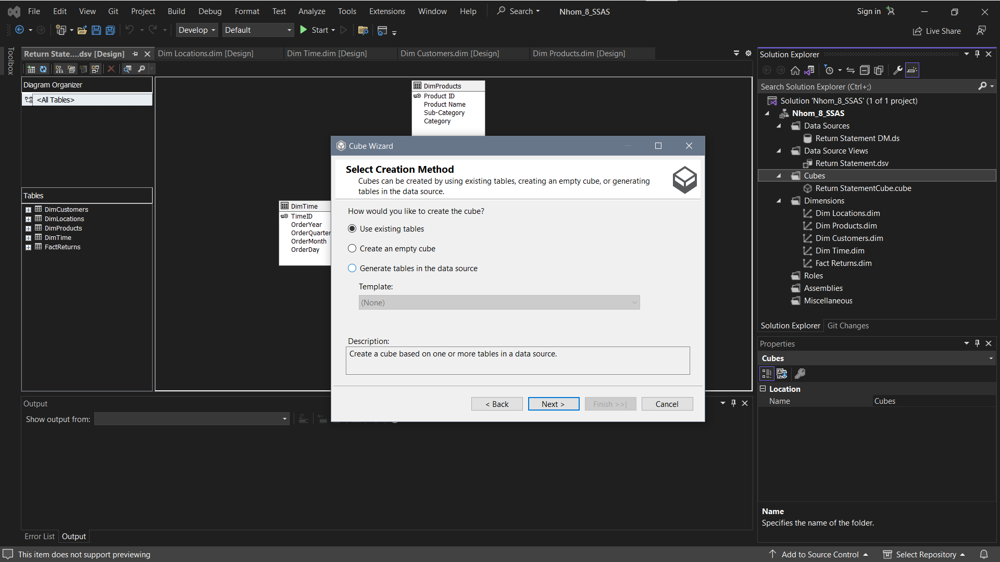 File Edit View Git Project Build Debug Format Test Analyze Tools Extensions Window Help Search Nhom_8_SSAS Sign in
Develop Default Start Live Share
Toolbox
Return State....dsv [Design] Dim Locations.dim [Design] Dim Time.dim [Design] Dim Customers.dim [Design] Dim Products.dim [Design]
Diagram Organizer
<All Tables>
Tables
DimCustomers
DimLocations
DimProducts
DimTime
FactReturns
DimProducts
Product ID
Product Name
Sub-Category
Category
DimTime
TimeID
OrderYear
OrderQuarter
OrderMonth
OrderDay
Cube Wizard
Select Creation Method
Cubes can be created by using existing tables, creating an empty cube, or generating
tables in the data source.
How would you like to create the cube?
Use existing tables
Create an empty cube
Generate tables in the data source
Template:
(None)
Description:
Create a cube based on one or more tables in a data source.
< Back Next > Finish >>| Cancel
Solution Explorer
Search Solution Explorer (Ctrl+;)
Solution 'Nhom_8_SSAS' (1 of 1 project)
Nhom_8_SSAS
Data Sources
Return Statement DM.ds
Data Source Views
Return Statement.dsv
Cubes
Return StatementCube.cube
Dimensions
Dim Locations.dim
Dim Products.dim
Dim Customers.dim
Dim Time.dim
Fact Returns.dim
Roles
Assemblies
Miscellaneous
Solution Explorer Git Changes
Properties
Cubes
Location
Name Cubes
Name
Specifies the name of the folder.
Output
Show output from:
Error List Output
This item does not support previewing Add to Source Control Select Repository